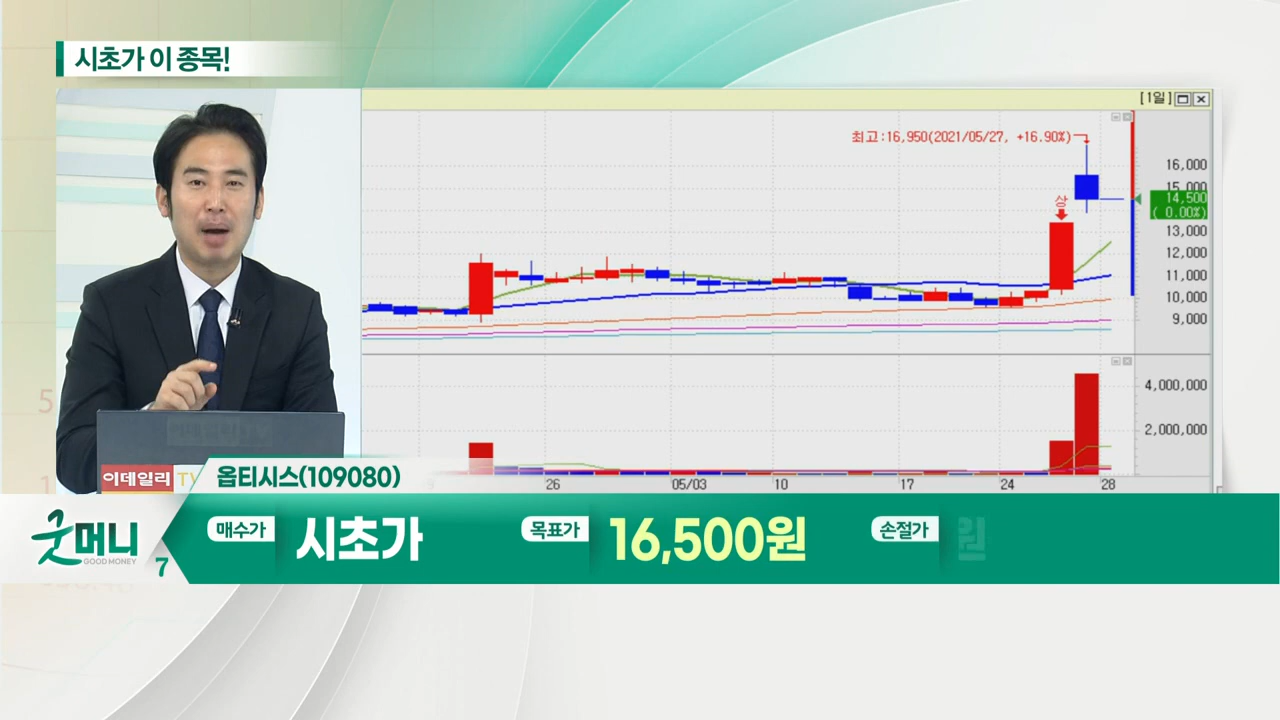 시초가 이 종목!
[1일]
최고:16,950(2021/05/27, +16.90%)
16,000
15,000
상
14,500
( 0.00%)
13,000
12,000
11,000
10,000
9,000
4,000,000
2,000,000
26
05/03
10
17
24
28
이데일리 TV
옵티시스(109080)
굿머니
GOOD MONEY
7
매수가
시초가
목표가
16,500원
손절가
원